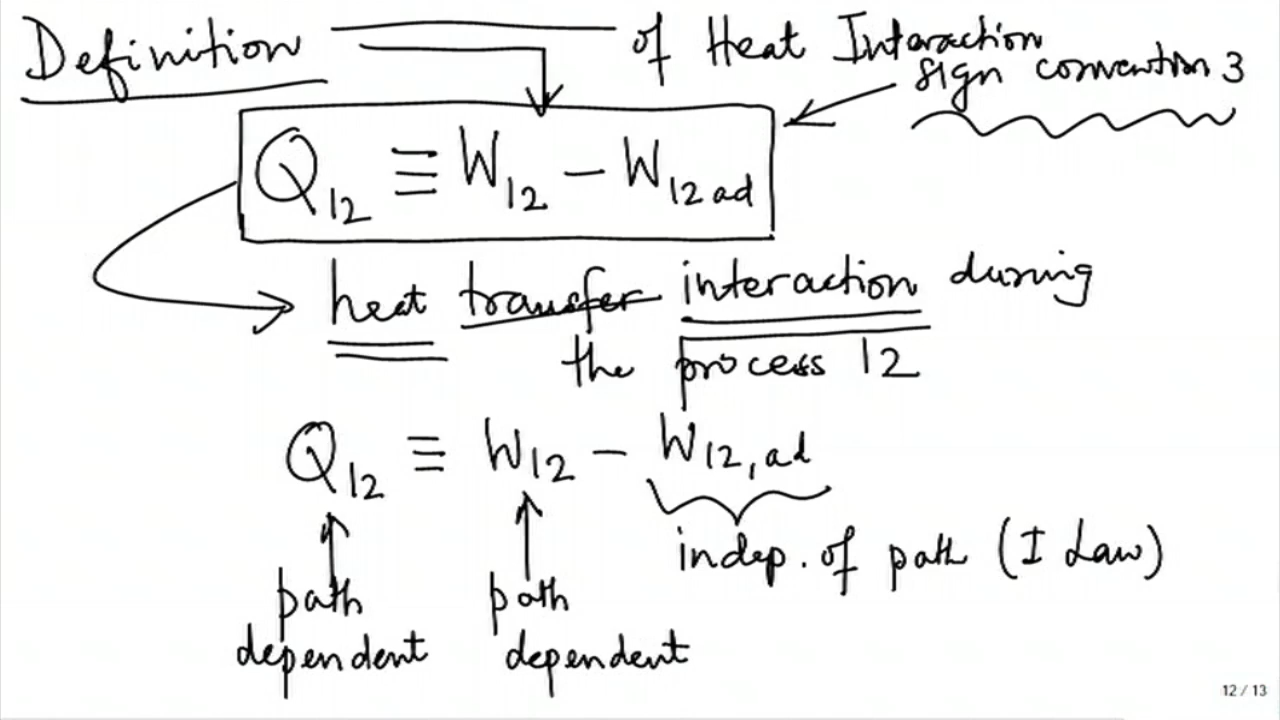 Definition of Heat Interaction
sign convention 3
Q12 ≡ W12 − W12 ad
heat transfer interaction during
the process 12
Q12 ≡ W12 − W12,ad
indep. of path (I Law)
path path
dependent dependent
12 / 13